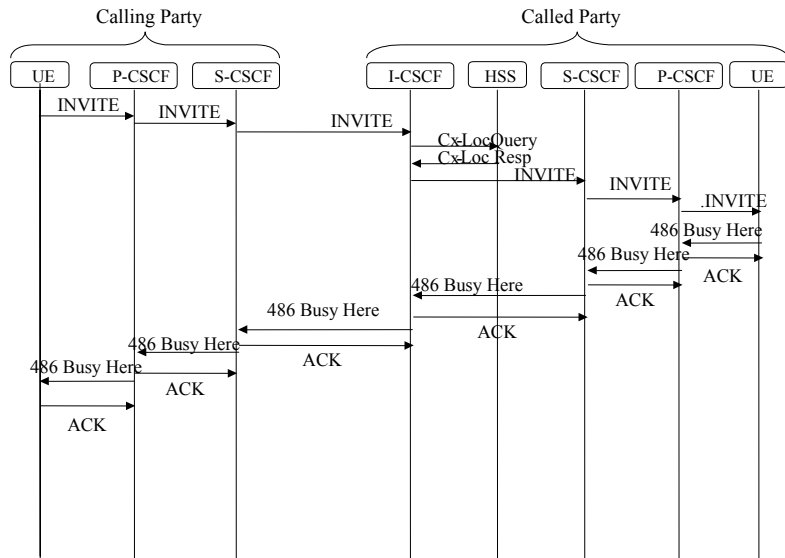 Calling Party
Called Party
UE
P-CSCF
S-CSCF
I-CSCF
HSS
S-CSCF
P-CSCF
UE
INVITE
INVITE
INVITE
Cx-LocQuery
Cx-Loc Resp
INVITE
INVITE
.INVITE
486 Busy Here
ACK
486 Busy Here
ACK
486 Busy Here
ACK
486 Busy Here
ACK
486 Busy Here
ACK
486 Busy Here
ACK